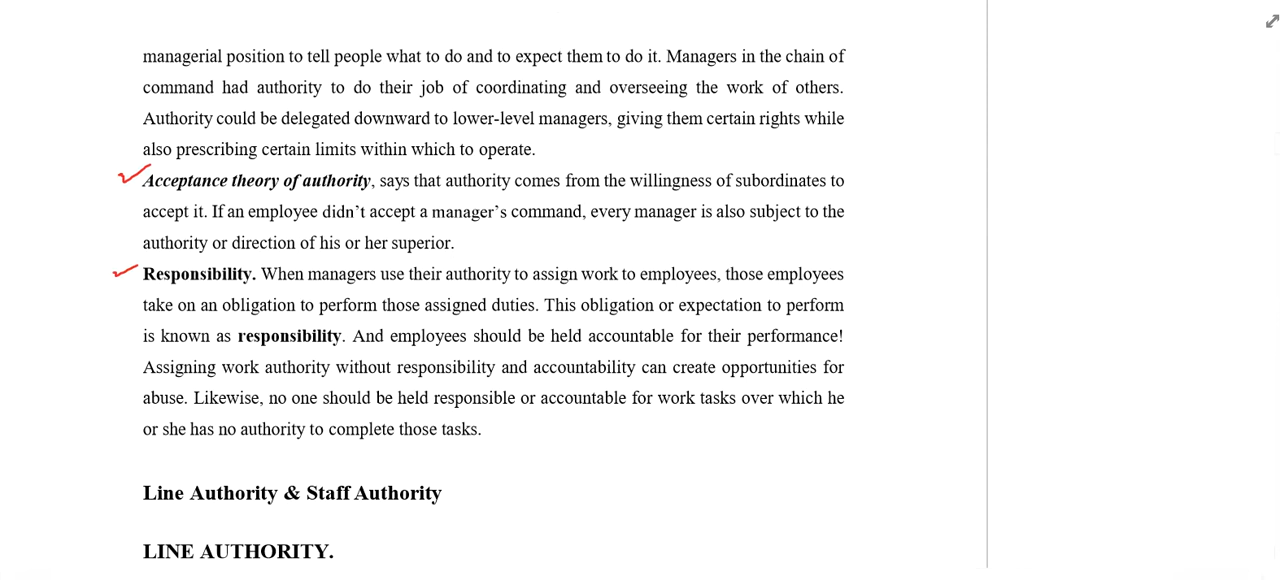 managerial position to tell people what to do and to expect them to do it. Managers in the chain of
command had authority to do their job of coordinating and overseeing the work of others.
Authority could be delegated downward to lower-level managers, giving them certain rights while
also prescribing certain limits within which to operate.
Acceptance theory of authority, says that authority comes from the willingness of subordinates to
accept it. If an employee didn't accept a manager's command, every manager is also subject to the
authority or direction of his or her superior.
Responsibility. When managers use their authority to assign work to employees, those employees
take on an obligation to perform those assigned duties. This obligation or expectation to perform
is known as responsibility. And employees should be held accountable for their performance!
Assigning work authority without responsibility and accountability can create opportunities for
abuse. Likewise, no one should be held responsible or accountable for work tasks over which he
or she has no authority to complete those tasks.
Line Authority & Staff Authority
LINE AUTHORITY.